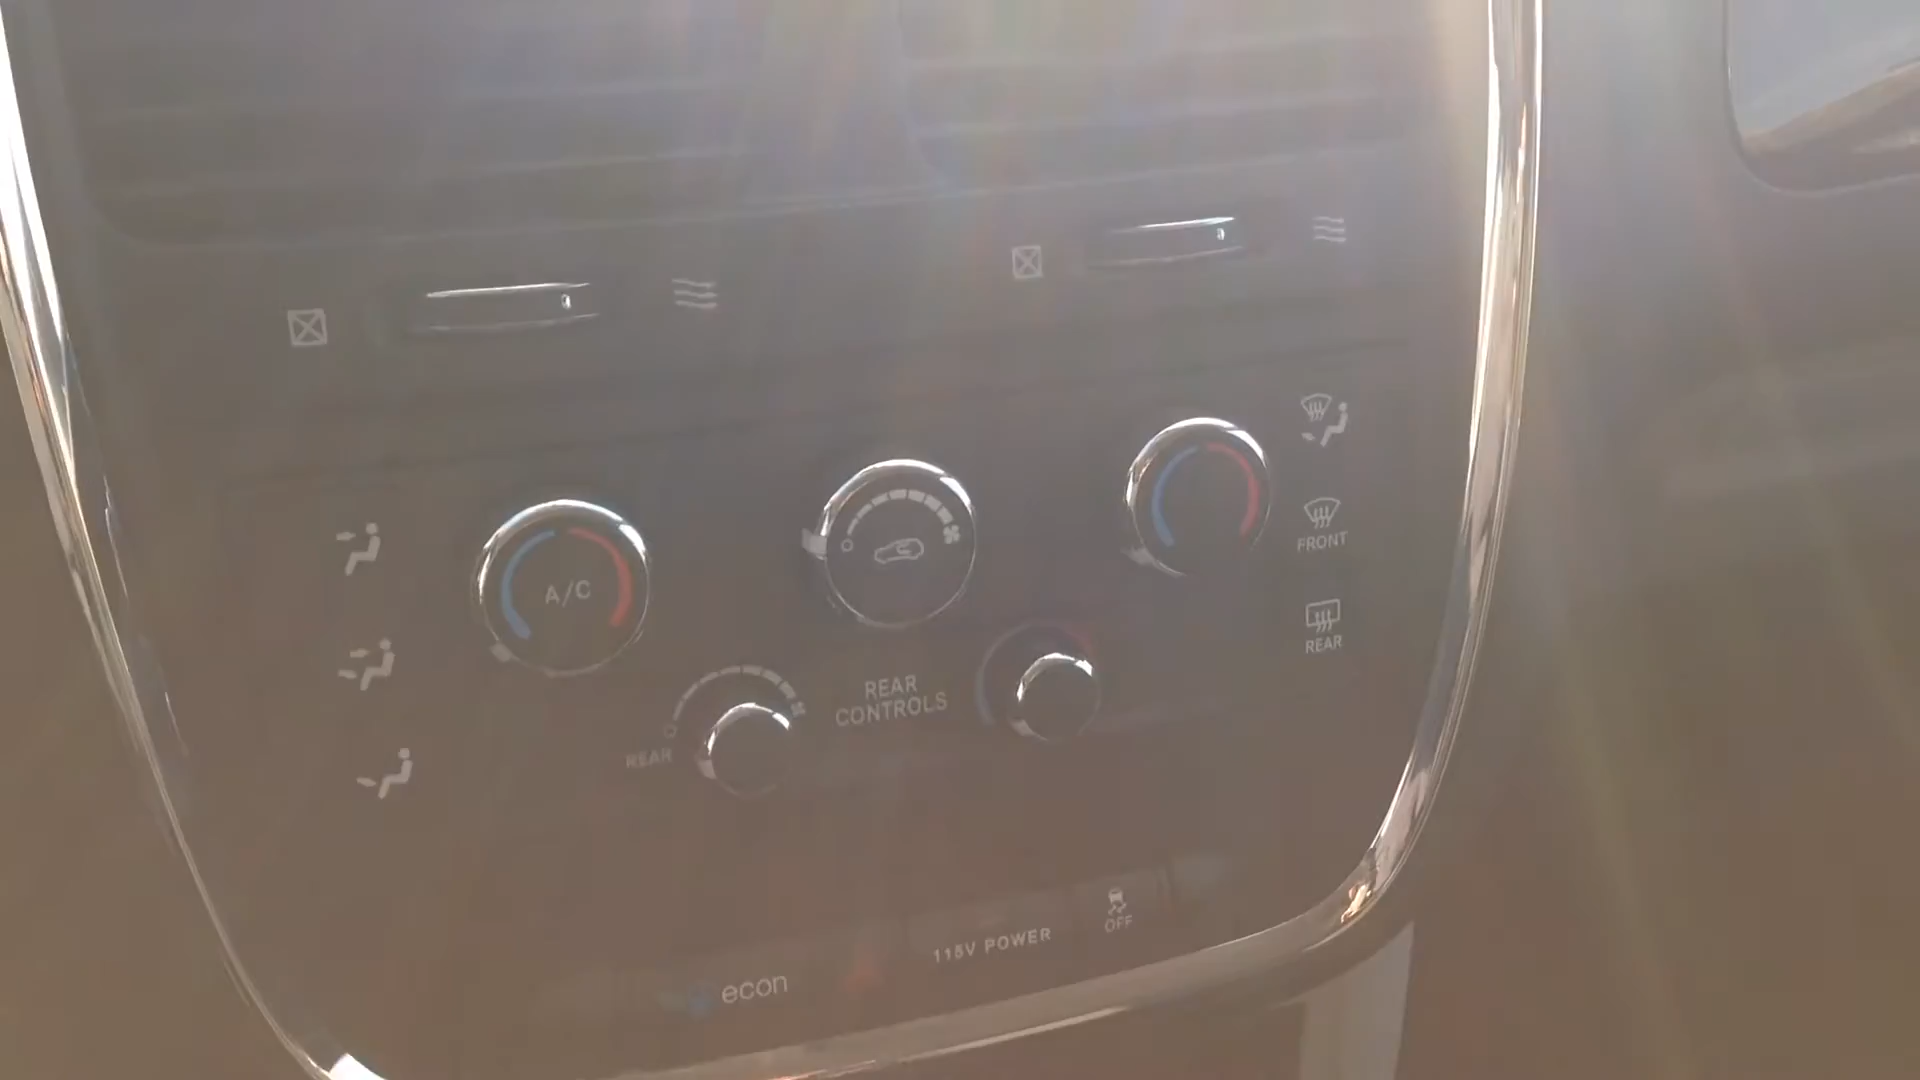 A/C
FRONT
REAR
REAR
CONTROLS
REAR
115V POWER
OFF
econ